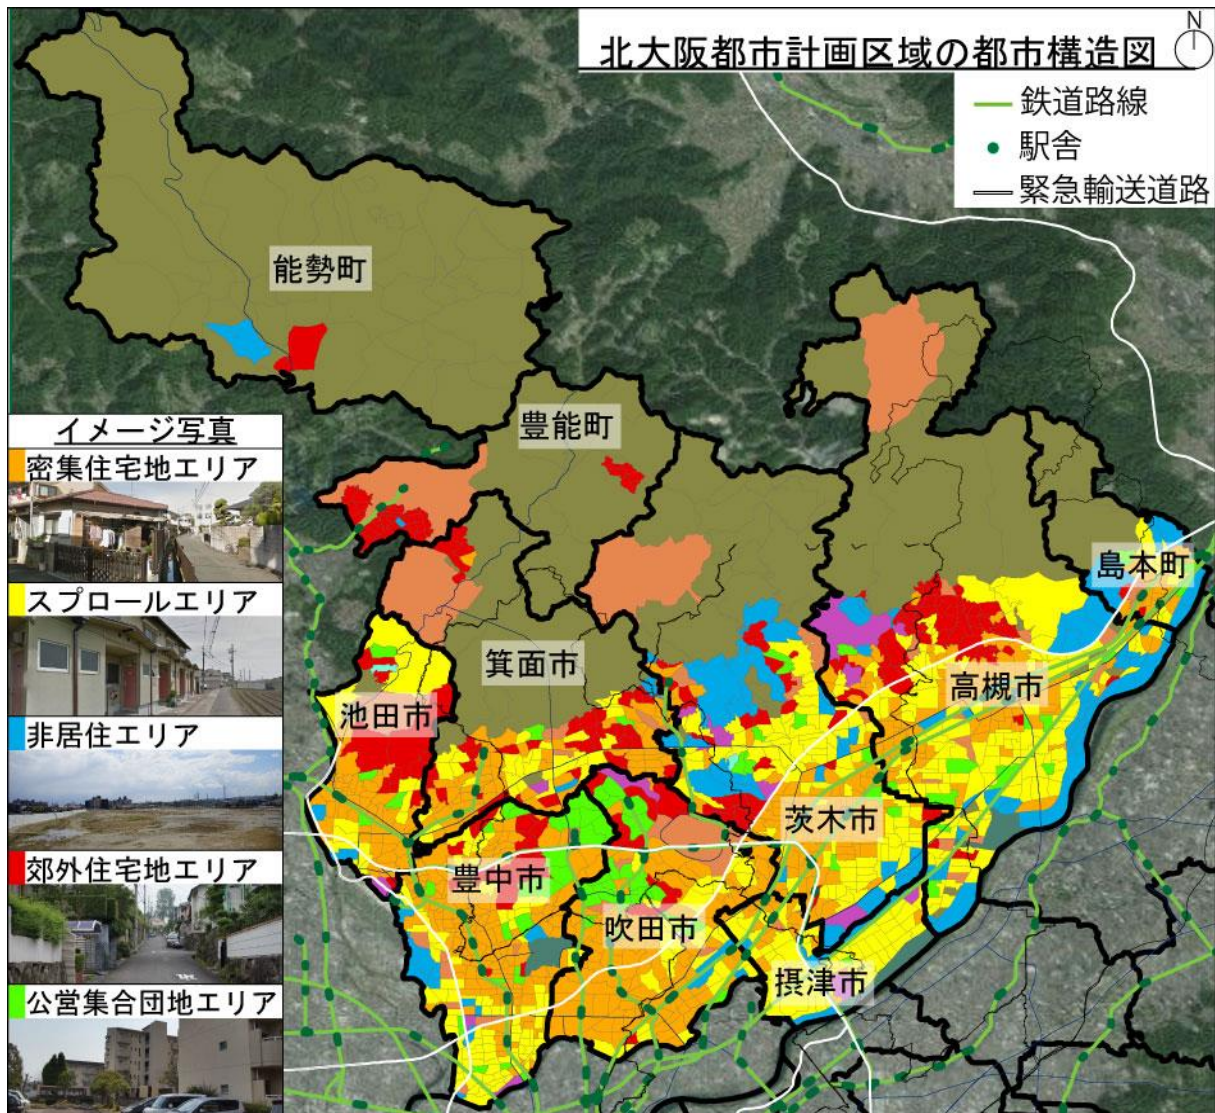 北大阪都市計画区域の都市構造図
N
鉄道路線
駅舎
緊急輸送道路
能勢町
豊能町
島本町
箕面市
高槻市
池田市
茨木市
豊中市
吹田市
摂津市
イメージ写真
密集住宅地エリア
スプロールエリア
非居住エリア
郊外住宅地エリア
公営集合団地エリア